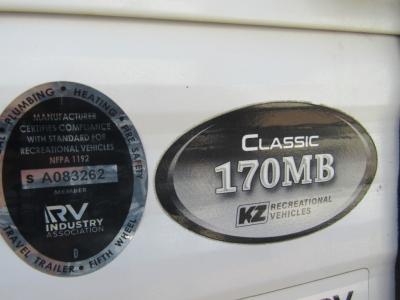 PLUMBING • HEATING • FIRE SAFETY
MANUFACTURER
CERTIFIES COMPLIANCE
WITH STANDARD FOR
RECREATIONAL VEHICLES
NFPA 1192
S A083262
MEMBER
RV
INDUSTRY
ASSOCIATION
TRAVEL TRAILER • FIFTH WHEEL
CLASSIC
170MB
KZ RECREATIONAL
VEHICLES